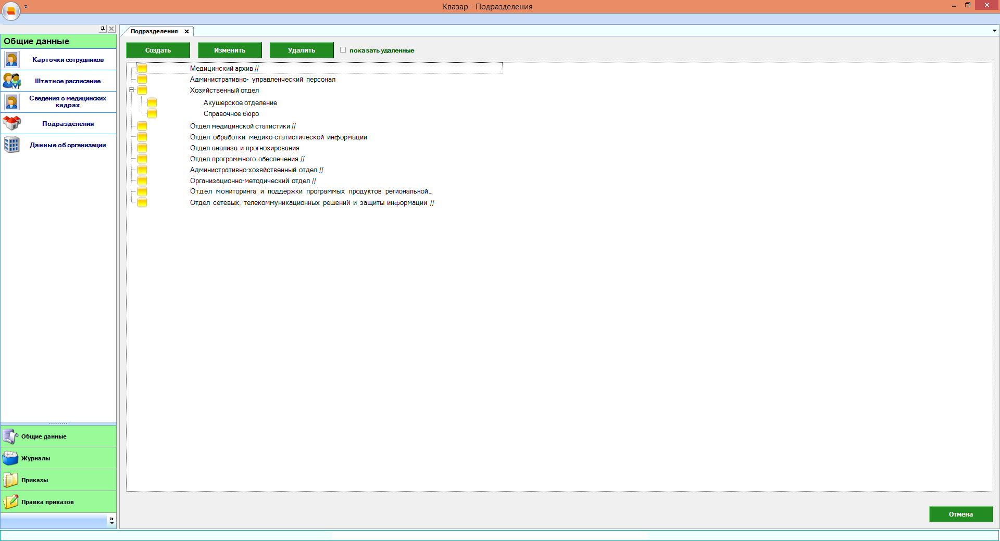 Квазар - Подразделения
Общие данные
Карточки сотрудников
Штатное расписание
Сведения о медицинских
кадрах
Подразделения
Данные об организации
Общие данные
Журналы
Приказы
Правка приказов
Подразделения
Создать
Изменить
Удалить
показать удаленные
Медицинский архив //
Административно- управленческий персонал
Хозяйственный отдел
Акушерское отделение
Справочное бюро
Отдел медицинской статистики //
Отдел обработки медико-статистической информации
Отдел анализа и прогнозирования
Отдел программного обеспечения //
Административно-хозяйственный отдел //
Организационно-методический отдел //
Отдел мониторинга и поддержки программых продуктов региональной...
Отдел сетевых, телекоммуникационных решений и защиты информации //
Отмена